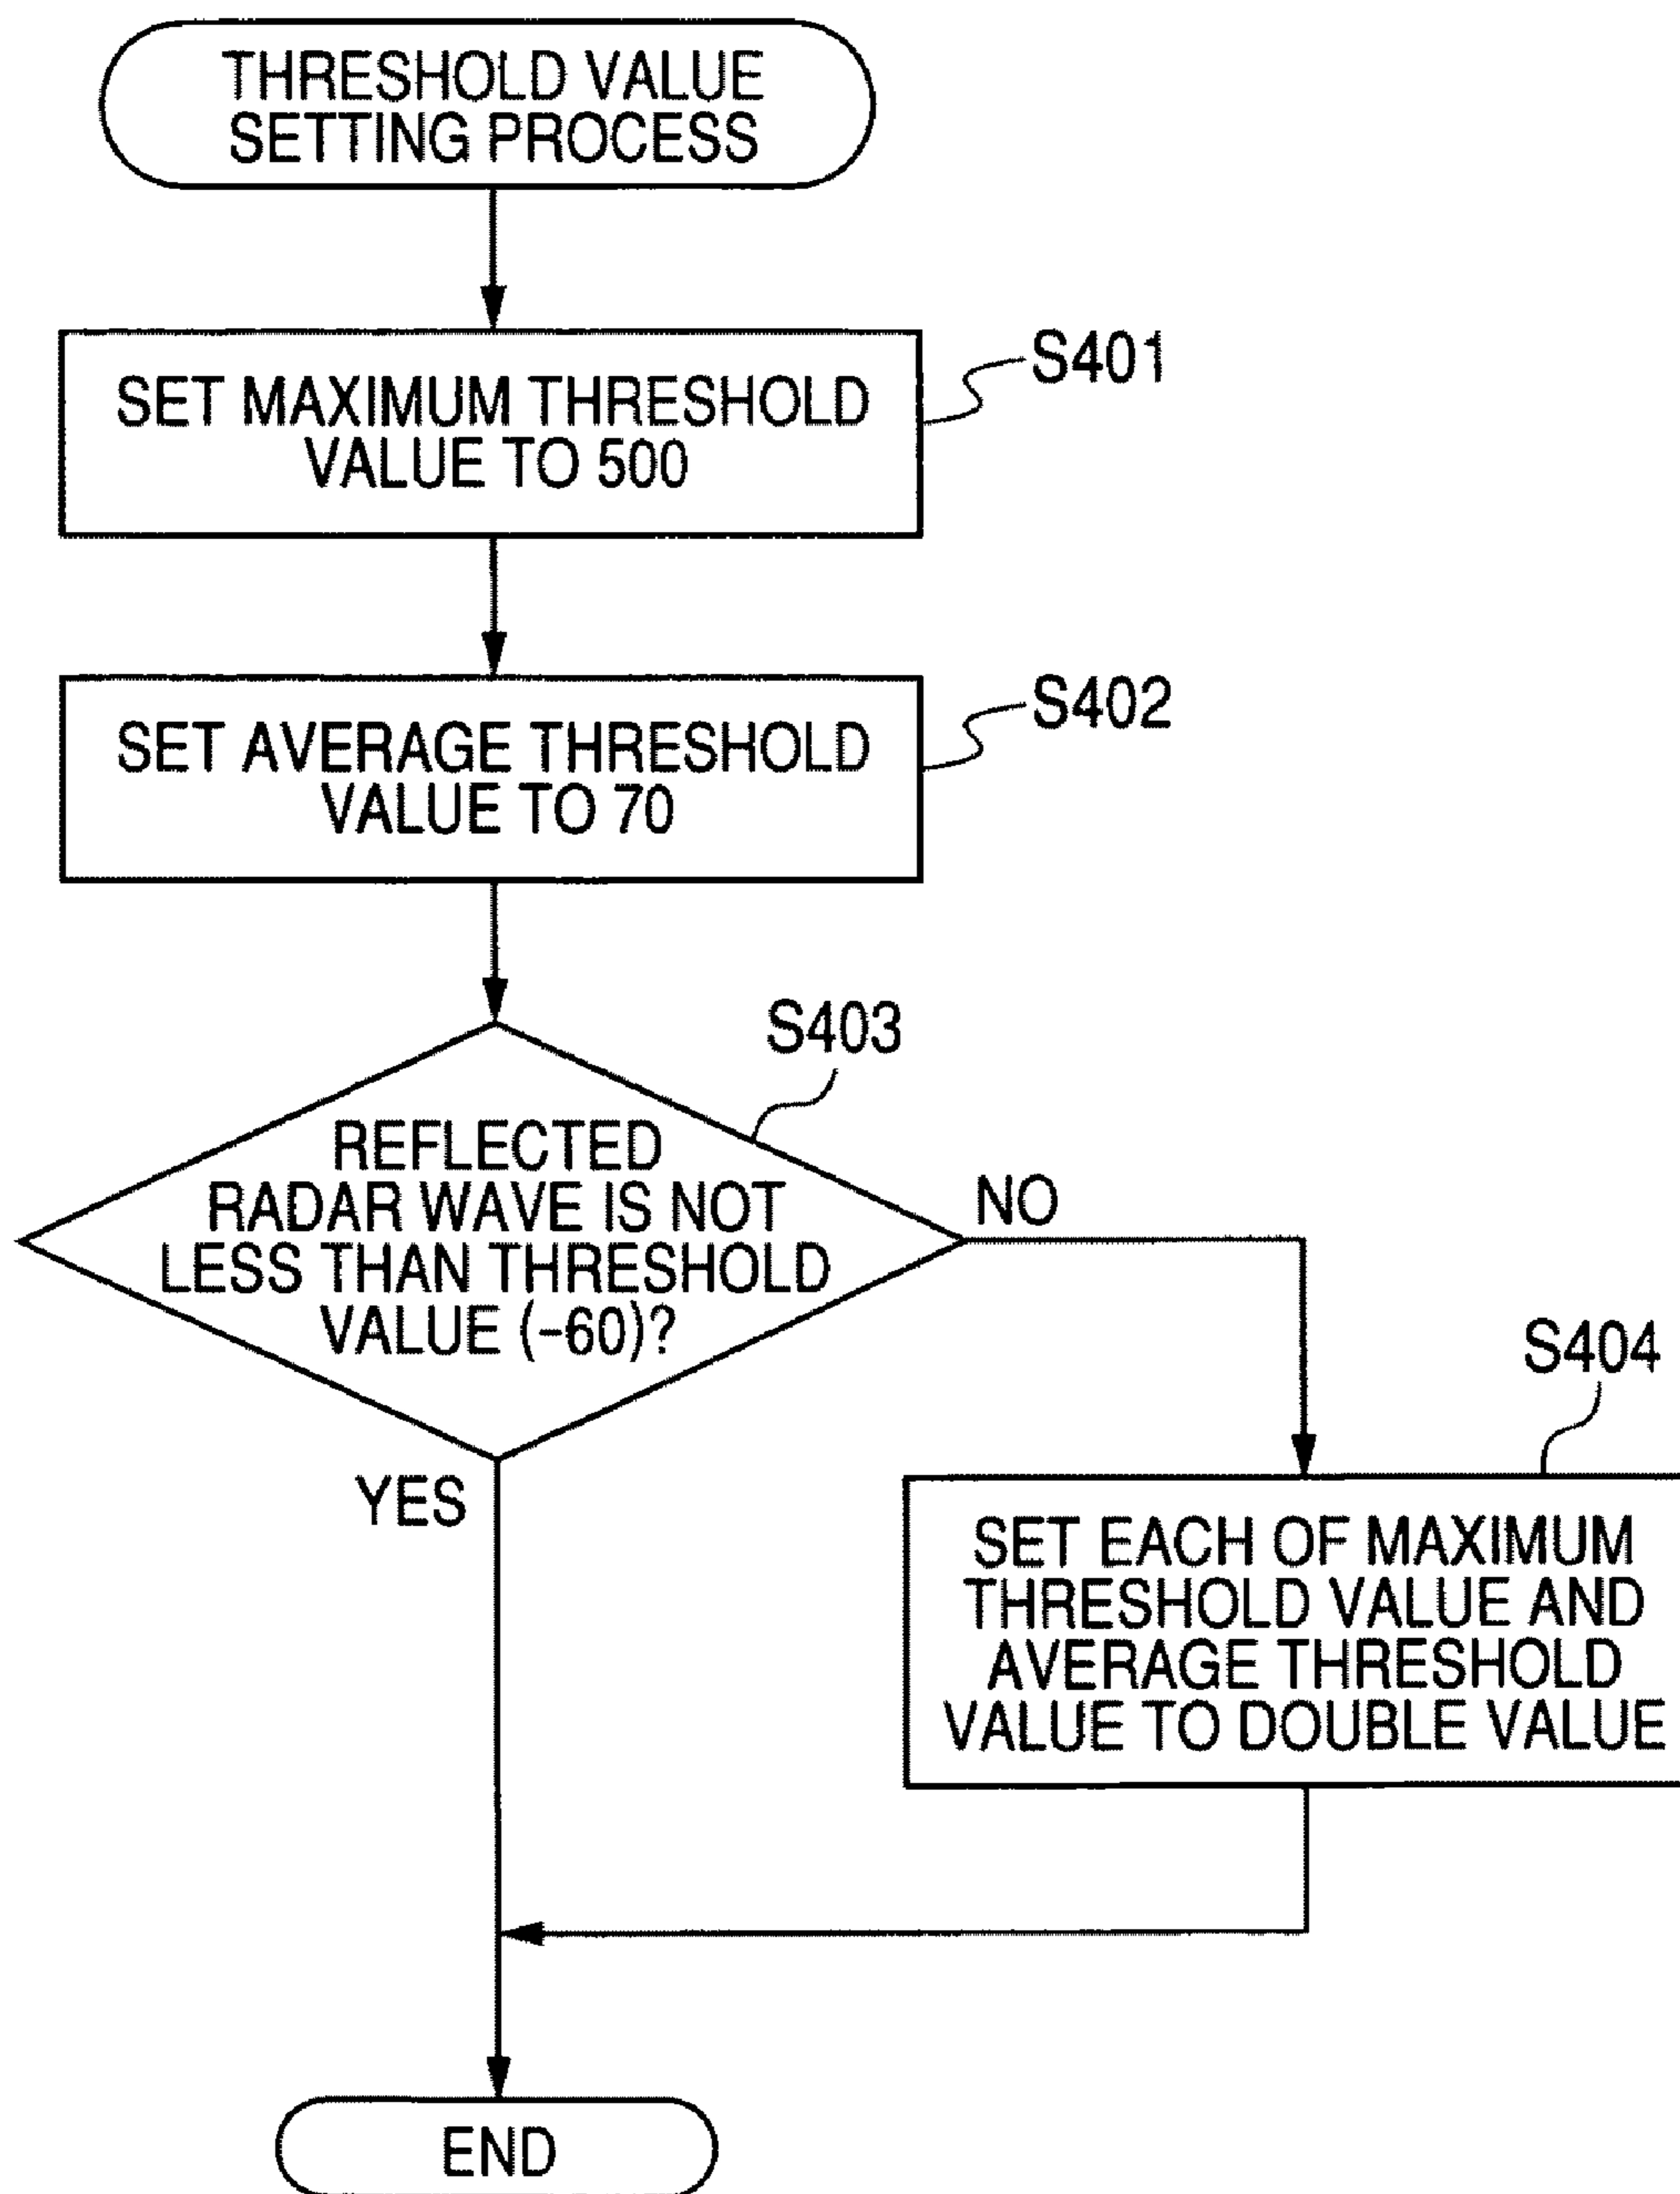 THRESHOLD VALUE
SETTING PROCESS
S401
SET MAXIMUM THRESHOLD
VALUE TO 500
S402
SET AVERAGE THRESHOLD
VALUE TO 70
S403
REFLECTED
RADAR WAVE IS NOT
LESS THAN THRESHOLD
VALUE (-60)?
NO
YES
S404
SET EACH OF MAXIMUM
THRESHOLD VALUE AND
AVERAGE THRESHOLD
VALUE TO DOUBLE VALUE
END